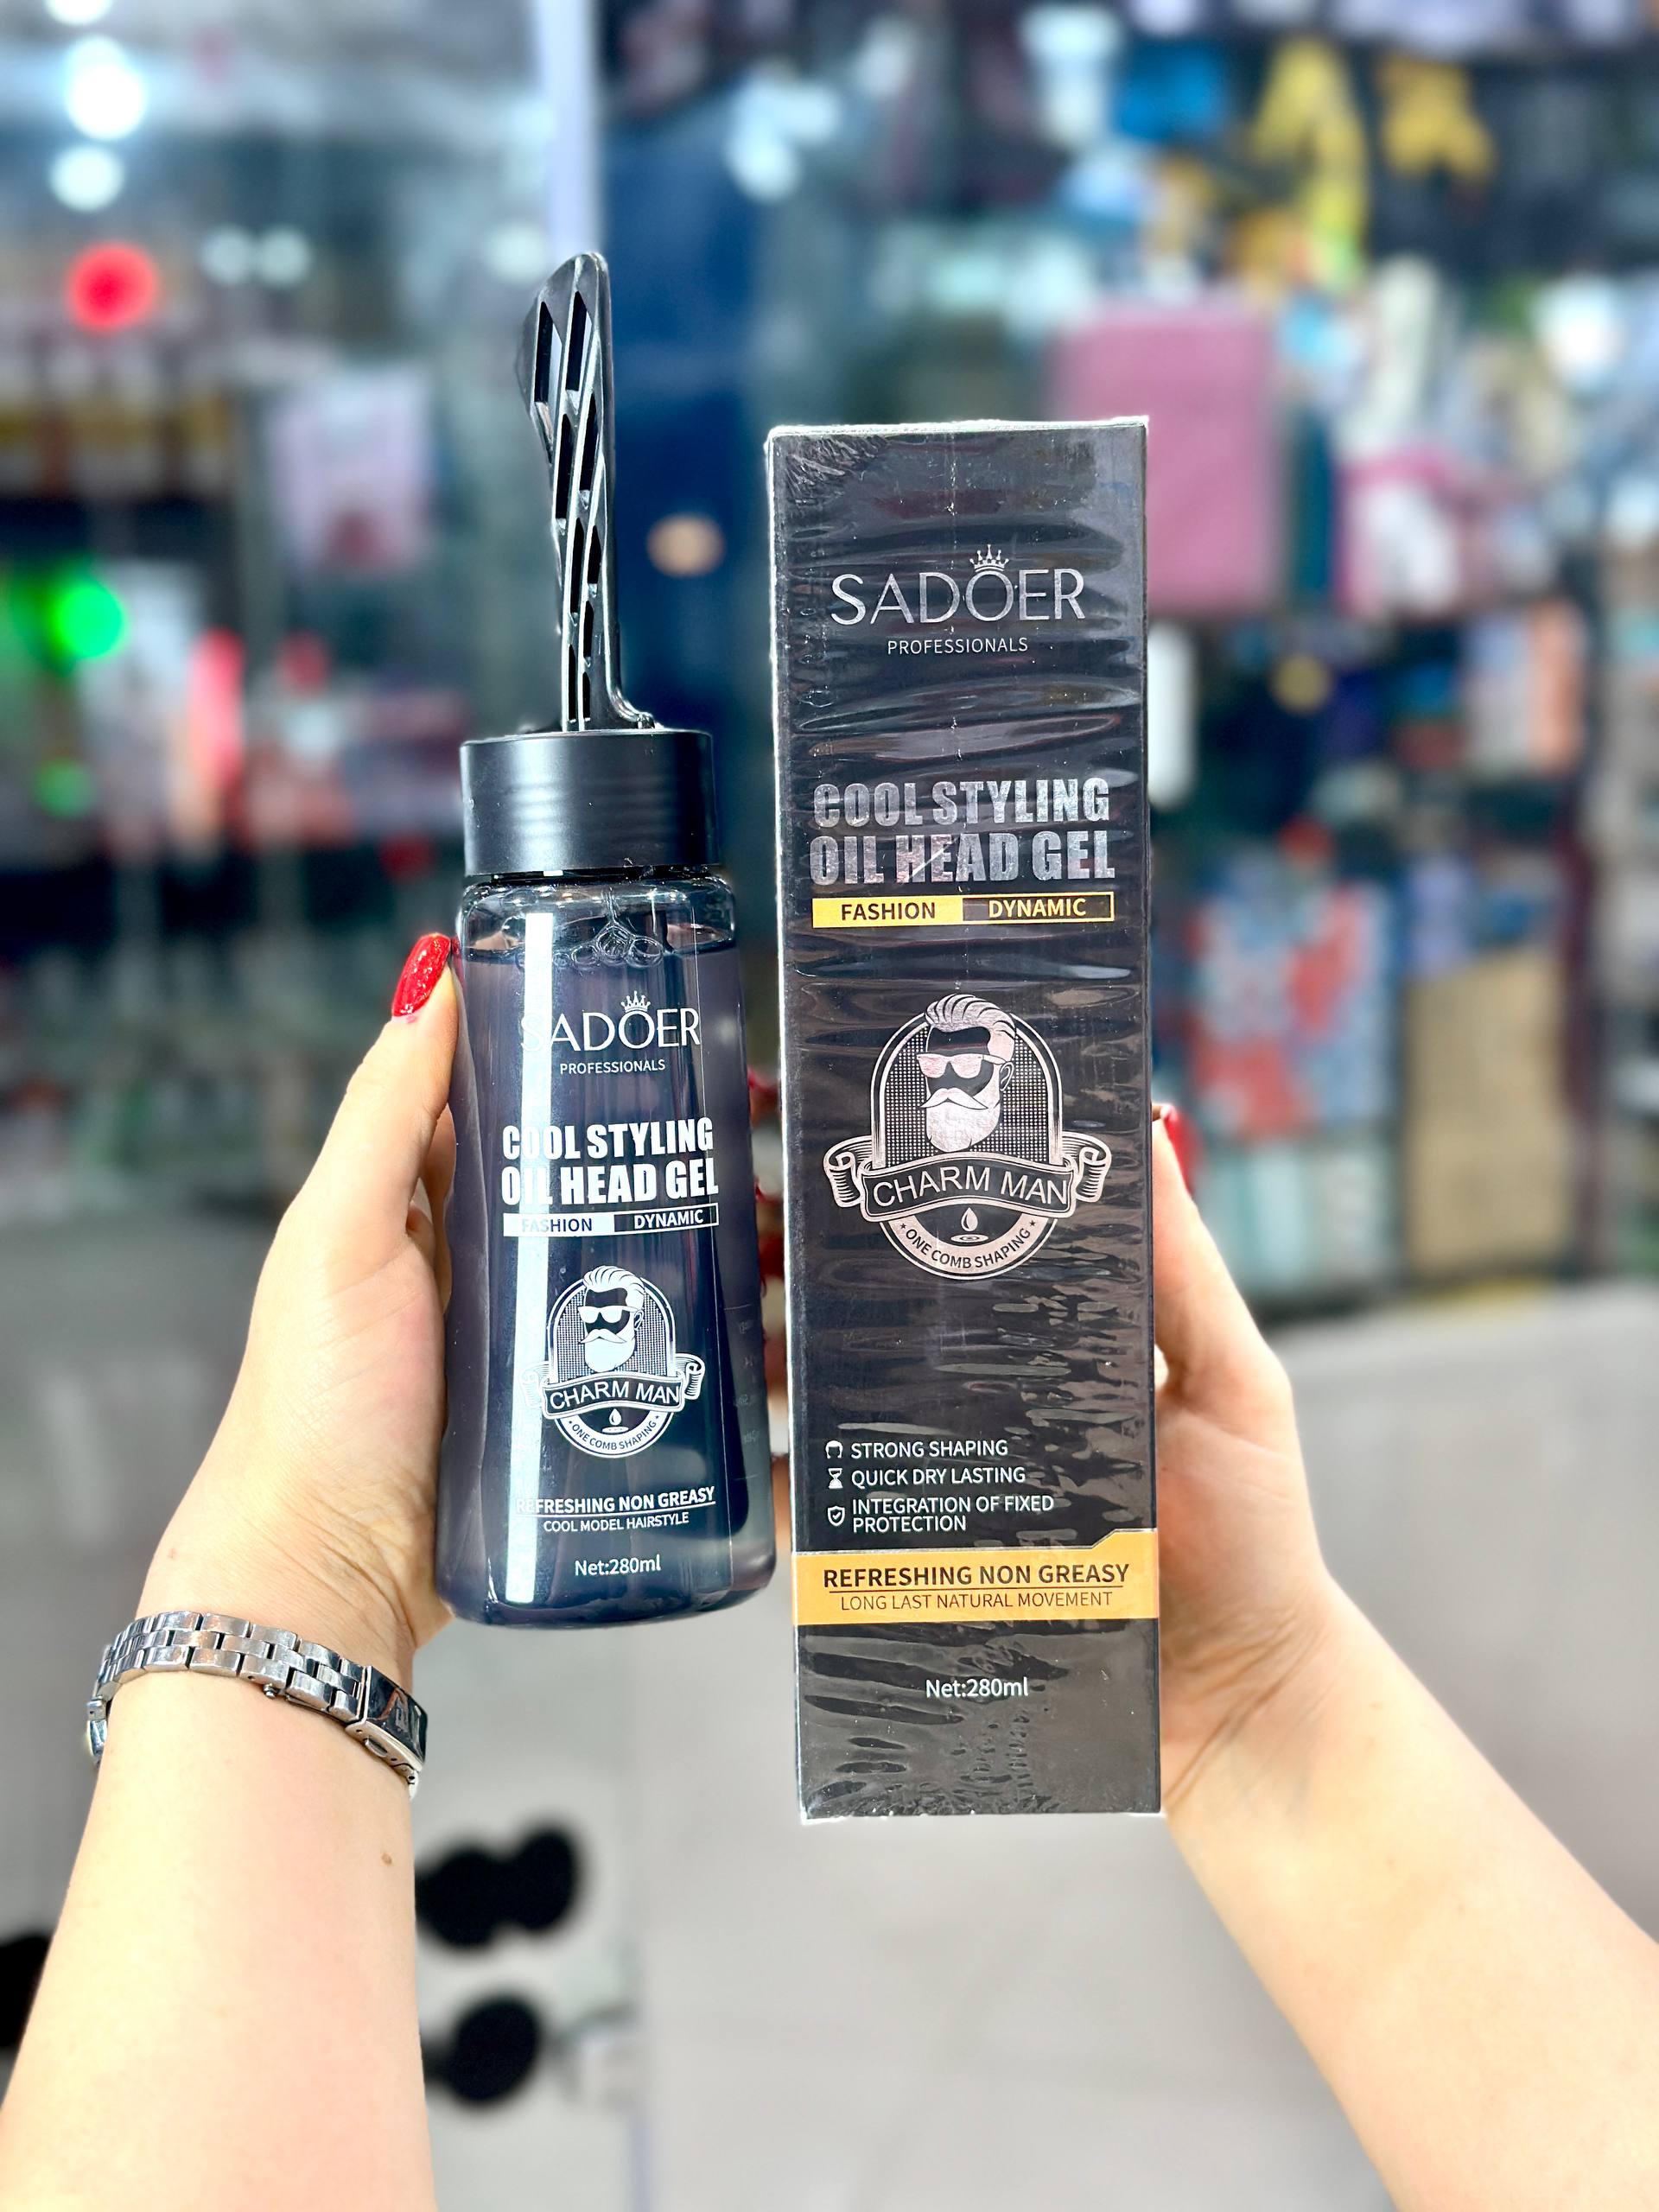 SADOER
PROFESSIONALS
COOL STYLING
OIL HEAD GEL
FASHION DYNAMIC
CHARM MAN
ONE COMB SHAPING
REFRESHING NON GREASY
COOL MODEL HAIRSTYLE
Net:280ml
SADOER
PROFESSIONALS
COOL STYLING
OIL HEAD GEL
FASHION DYNAMIC
CHARM MAN
ONE COMB SHAPING
STRONG SHAPING
QUICK DRY LASTING
INTEGRATION OF FIXED
PROTECTION
REFRESHING NON GREASY
LONG LAST NATURAL MOVEMENT
Net:280ml